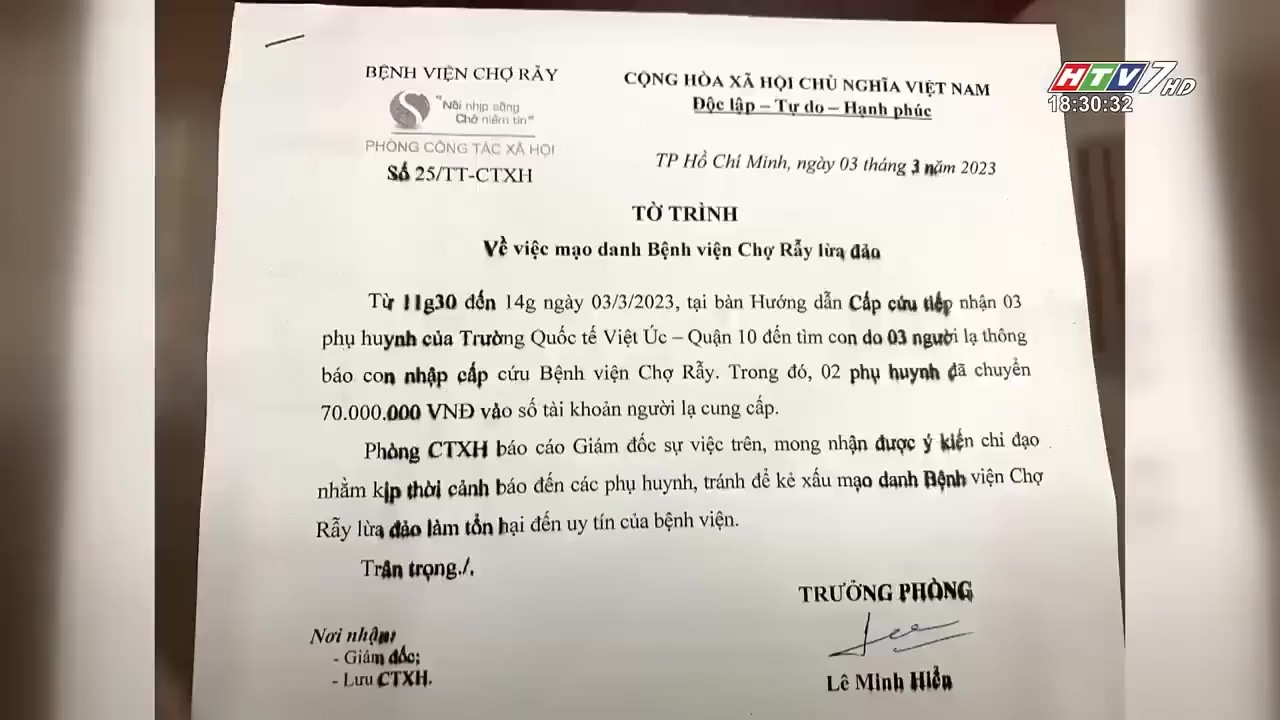 BỆNH VIỆN CHỢ RẪY
"Nối nhịp sống
Chở niềm tin"
PHÒNG CÔNG TÁC XÃ HỘI
Số 25/TT-CTXH
CỘNG HÒA XÃ HỘI CHỦ NGHĨA VIỆT NAM
Độc lập – Tự do – Hạnh phúc
HTV7 HD
18:30:32
TP Hồ Chí Minh, ngày 03 tháng 3 năm 2023
TỜ TRÌNH
Về việc mạo danh Bệnh viện Chợ Rẫy lừa đảo
Từ 11g30 đến 14g ngày 03/3/2023, tại bàn Hướng dẫn Cấp cứu tiếp nhận 03
phụ huynh của Trường Quốc tế Việt Úc – Quận 10 đến tìm con do 03 người lạ thông
báo con nhập cấp cứu Bệnh viện Chợ Rẫy. Trong đó, 02 phụ huynh đã chuyển
70.000.000 VNĐ vào số tài khoản người lạ cung cấp.
Phòng CTXH báo cáo Giám đốc sự việc trên, mong nhận được ý kiến chỉ đạo
nhằm kịp thời cảnh báo đến các phụ huynh, tránh để kẻ xấu mạo danh Bệnh viện Chợ
Rẫy lừa đảo làm tổn hại đến uy tín của bệnh viện.
Trân trọng./.
TRƯỞNG PHÒNG
Nơi nhận:
- Giám đốc;
- Lưu CTXH.
Lê Minh Hiển